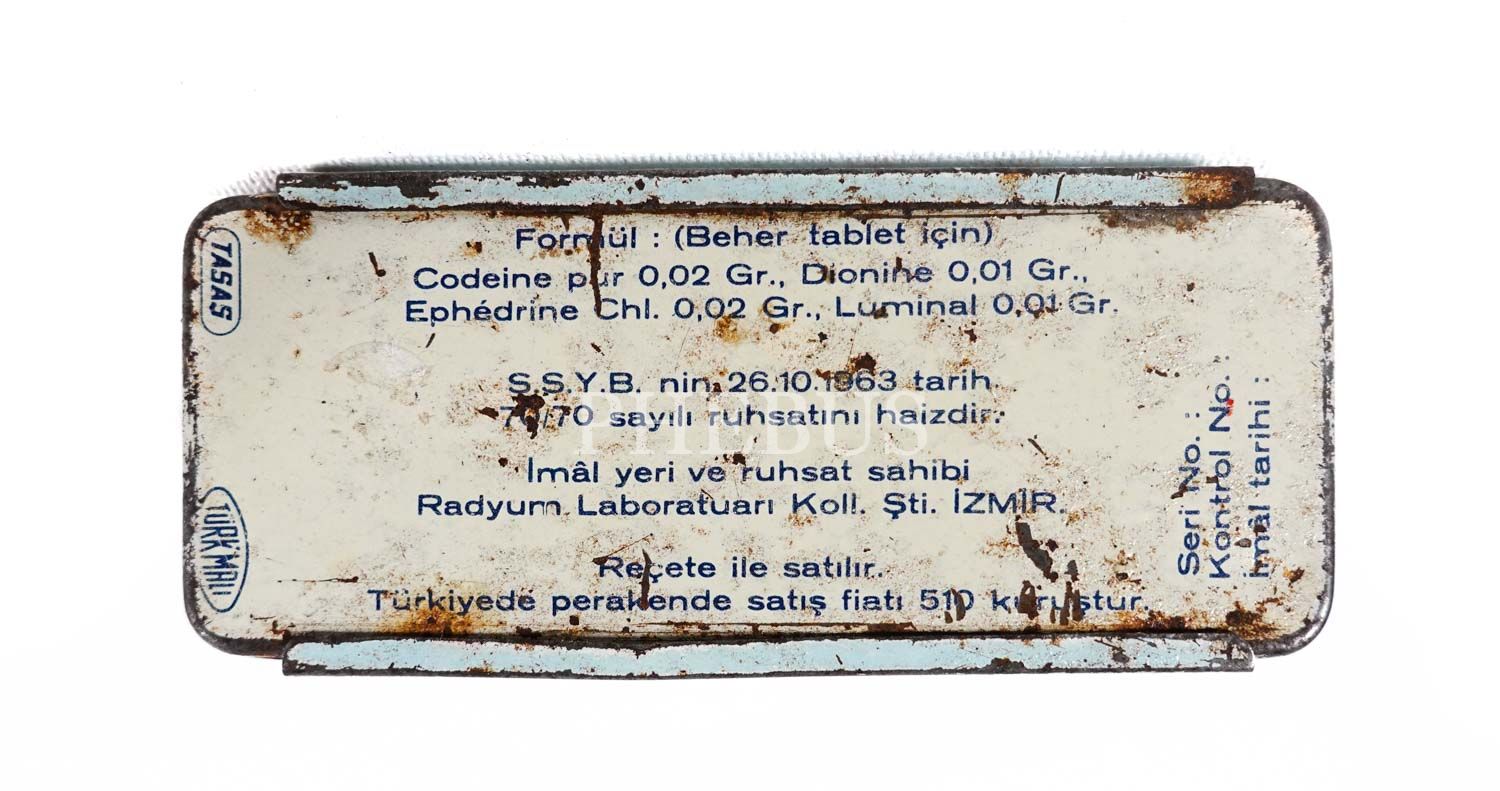 Formül : (Beher tablet için)
Codeine pur 0,02 Gr., Dionine 0,01 Gr.,
Ephédrine Chl. 0,02 Gr., Luminal 0,01 Gr.
S.S.Y.B. nin 26.10.1963 tarih
sayılı ruhsatını haizdir.
İmâl yeri ve ruhsat sahibi
Radyum Laboratuarı Koll. Şti. İZMİR.
Reçete ile satılır.
Türkiyede perakende satış fiatı 510 kuruştur.
TASAŞ
TÜRK MALI
Seri No. :
Kontrol No. :
İmâl tarihi :
PHEBUS